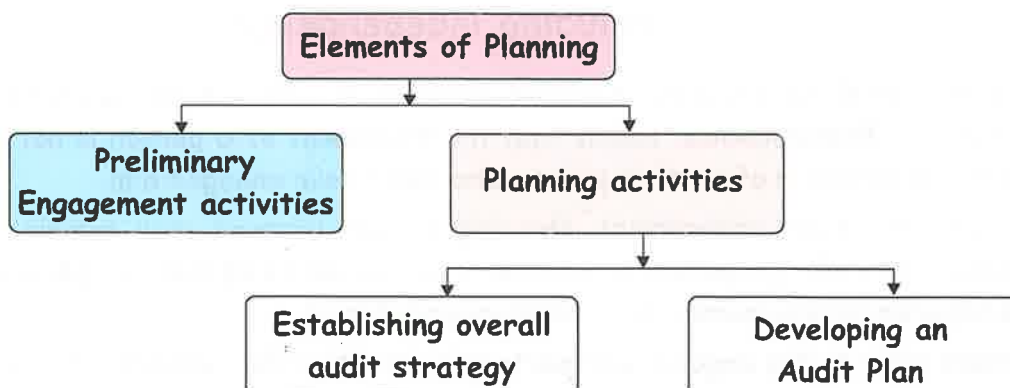 Elements of Planning
Preliminary
Engagement activities
Planning activities
Establishing overall
audit strategy
Developing an
Audit Plan